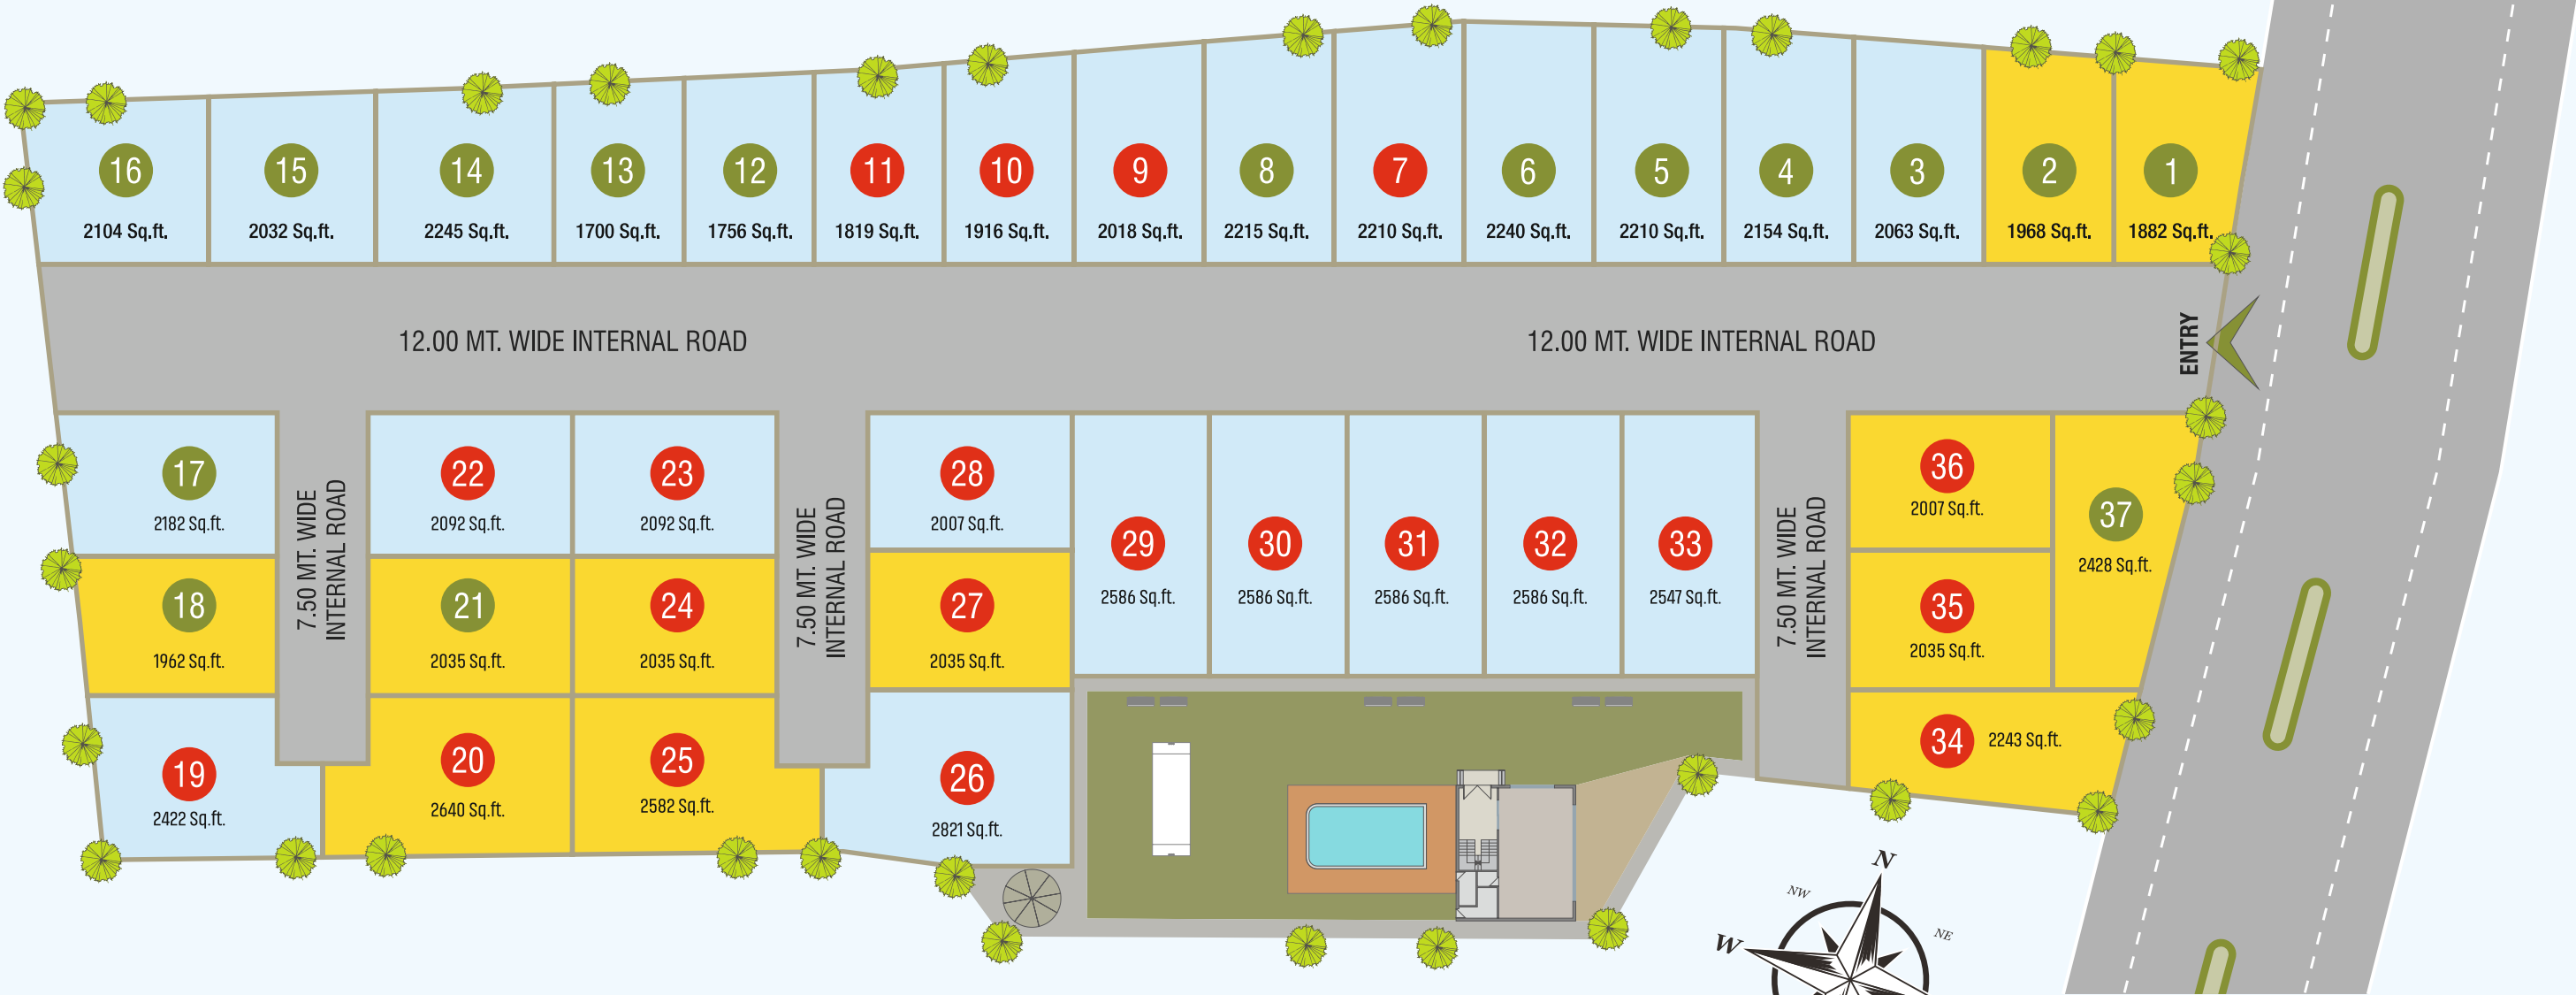 16
2104 Sq.ft.
15
2032 Sq.ft.
14
2245 Sq.ft.
13
1700 Sq.ft.
12
1756 Sq.ft.
11
1819 Sq.ft.
10
1916 Sq.ft.
9
2018 Sq.ft.
8
2215 Sq.ft.
7
2210 Sq.ft.
6
2240 Sq.ft.
5
2210 Sq.ft.
4
2154 Sq.ft.
3
2063 Sq.ft.
2
1968 Sq.ft.
1
1882 Sq.ft.
12.00 MT. WIDE INTERNAL ROAD
12.00 MT. WIDE INTERNAL ROAD
ENTRY
17
2182 Sq.ft.
18
1962 Sq.ft.
19
2422 Sq.ft.
7.50 MT. WIDE
INTERNAL ROAD
22
2092 Sq.ft.
23
2092 Sq.ft.
21
2035 Sq.ft.
24
2035 Sq.ft.
20
2640 Sq.ft.
25
2582 Sq.ft.
7.50 MT. WIDE
INTERNAL ROAD
28
2007 Sq.ft.
27
2035 Sq.ft.
26
2821 Sq.ft.
29
2586 Sq.ft.
30
2586 Sq.ft.
31
2586 Sq.ft.
32
2586 Sq.ft.
33
2547 Sq.ft.
7.50 MT. WIDE
INTERNAL ROAD
36
2007 Sq.ft.
35
2035 Sq.ft.
37
2428 Sq.ft.
34 2243 Sq.ft.
N
NW
NE
W